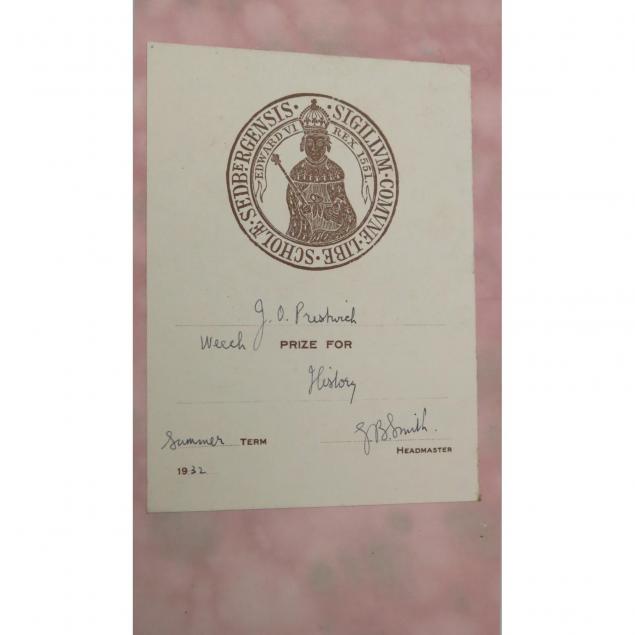 SIGILLVM · COMVNE · LIBE · SCHOLÆ · SEDBERGENSIS ·
EDWARD VI REX 1551.
J. O. Prestwich
Weech PRIZE FOR
History
Summer TERM
G. B. Smith.
HEADMASTER
1932